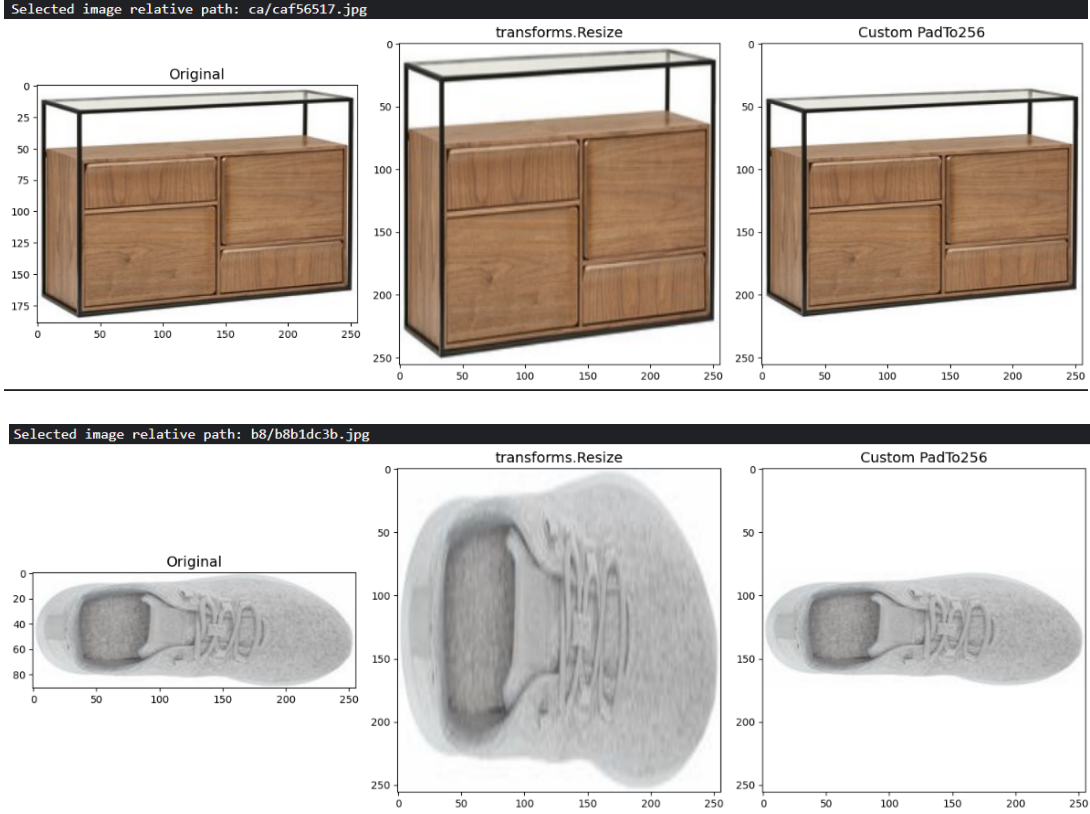 Selected image relative path: ca/caf56517.jpg
Original
transforms.Resize
Custom PadTo256
0
25
50
75
100
125
150
175
0 50 100 150 200 250
0
50
100
150
200
250
0 50 100 150 200 250
0
50
100
150
200
250
0 50 100 150 200 250
Selected image relative path: b8/b8b1dc3b.jpg
Original
transforms.Resize
Custom PadTo256
0
20
40
60
80
0 50 100 150 200 250
0
50
100
150
200
250
0 50 100 150 200 250
0
50
100
150
200
250
0 50 100 150 200 250